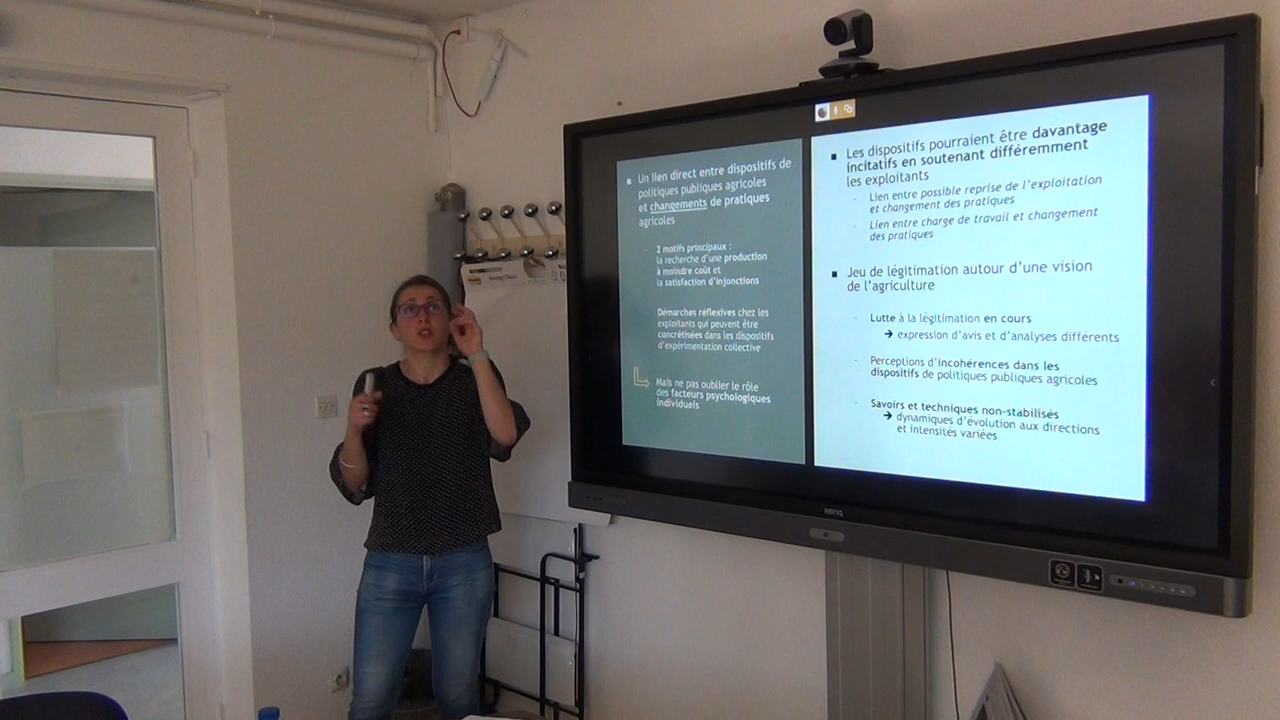 Un lien direct entre dispositifs de
politiques publiques agricoles
et changements de pratiques
agricoles
2 motifs principaux :
la recherche d'une production
à moindre coût et
la satisfaction d'injonctions
Démarches réflexives chez les
exploitants qui peuvent être
concrétisées dans les dispositifs
d'expérimentation collective
Mais ne pas oublier le rôle
des facteurs psychologiques
individuels
Les dispositifs pourraient être davantage
incitatifs en soutenant différemment
les exploitants
- Lien entre possible reprise de l'exploitation
et changement des pratiques
- Lien entre charge de travail et changement
des pratiques
Jeu de légitimation autour d'une vision
de l'agriculture
- Lutte à la légitimation en cours
→ expression d'avis et d'analyses différents
- Perceptions d'incohérences dans les
dispositifs de politiques publiques agricoles
- Savoirs et techniques non-stabilisés
→ dynamiques d'évolution aux directions
et intensités variées
BenQ